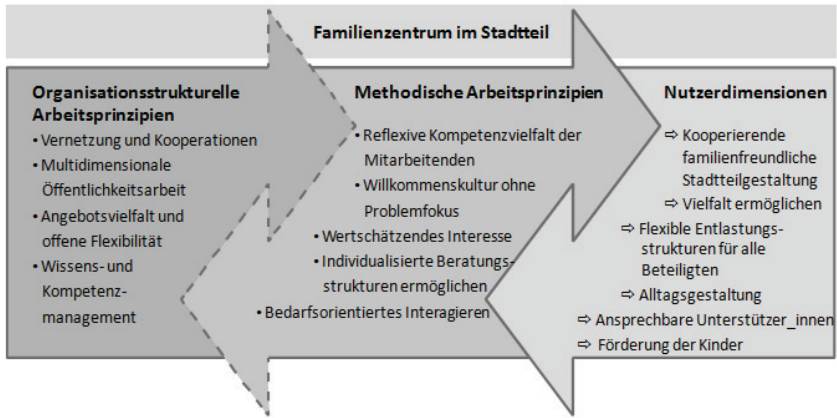 Familienzentrum im Stadtteil
Organisationsstrukturelle
Arbeitsprinzipien
• Vernetzung und Kooperationen
• Multidimensionale
Öffentlichkeitsarbeit
• Angebotsvielfalt und
offene Flexibilität
• Wissens- und
Kompetenz-
management
Methodische Arbeitsprinzipien
• Reflexive Kompetenzvielfalt der
Mitarbeitenden
• Willkommenskultur ohne
Problemfokus
• Wertschätzendes Interesse
• Individualisierte Beratungs-
strukturen ermöglichen
• Bedarfsorientiertes Interagieren
Nutzerdimensionen
⇨ Kooperierende
familienfreundliche
Stadtteilgestaltung
⇨ Vielfalt ermöglichen
⇨ Flexible Entlastungs-
strukturen für alle
Beteiligten
⇨ Alltagsgestaltung
⇨ Ansprechbare Unterstützer_innen
⇨ Förderung der Kinder